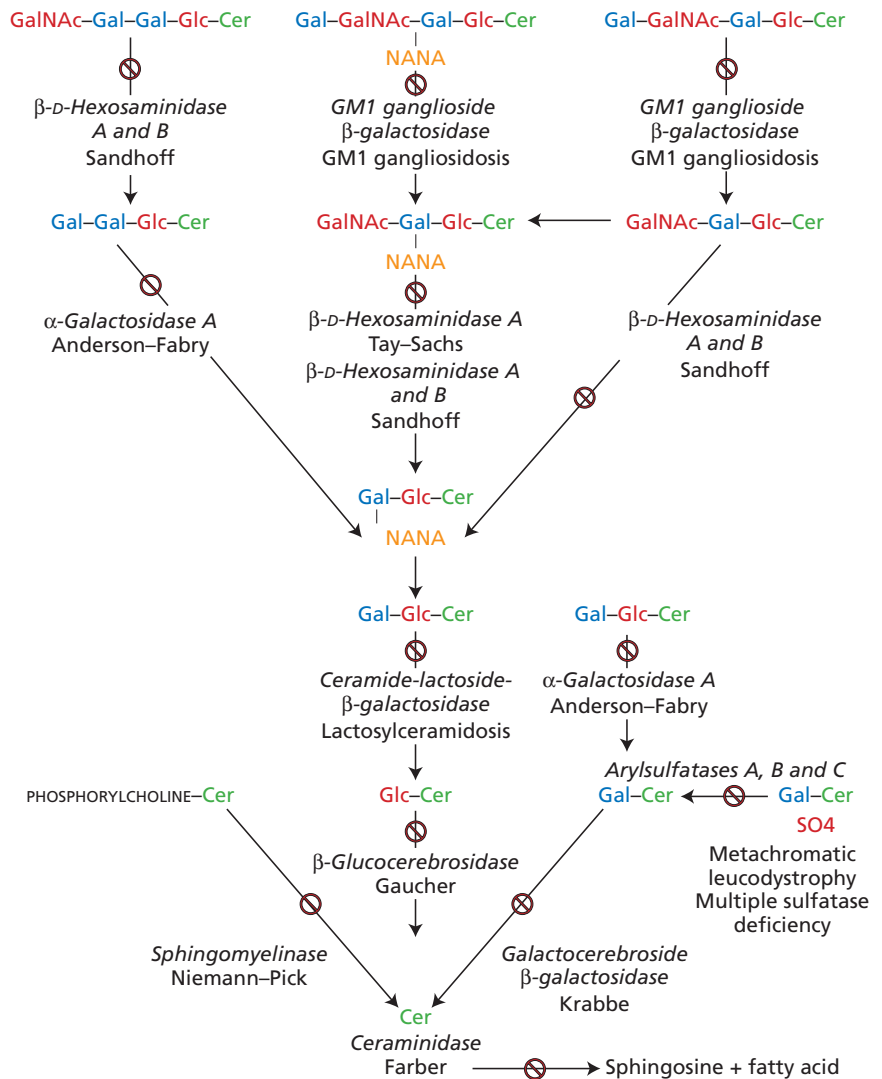 GalNAc–Gal–Gal–Glc–Cer
Gal–GalNAc–Gal–Glc–Cer
NANA
Gal–GalNAc–Gal–Glc–Cer
β-D-Hexosaminidase
A and B
Sandhoff
GM1 ganglioside
β-galactosidase
GM1 gangliosidosis
GM1 ganglioside
β-galactosidase
GM1 gangliosidosis
Gal–Gal–Glc–Cer
GalNAc–Gal–Glc–Cer
NANA
GalNAc–Gal–Glc–Cer
α-Galactosidase A
Anderson–Fabry
β-D-Hexosaminidase A
Tay–Sachs
β-D-Hexosaminidase A
and B
Sandhoff
β-D-Hexosaminidase
A and B
Sandhoff
Gal–Glc–Cer
NANA
Gal–Glc–Cer
Gal–Glc–Cer
Ceramide-lactoside-
β-galactosidase
Lactosylceramidosis
α-Galactosidase A
Anderson–Fabry
Arylsulfatases A, B and C
PHOSPHORYLCHOLINE–Cer
Glc–Cer
Gal–Cer
Gal–Cer
SO4
Metachromatic
leucodystrophy
Multiple sulfatase
deficiency
β-Glucocerebrosidase
Gaucher
Sphingomyelinase
Niemann–Pick
Galactocerebroside
β-galactosidase
Krabbe
Cer
Ceraminidase
Farber
Sphingosine + fatty acid